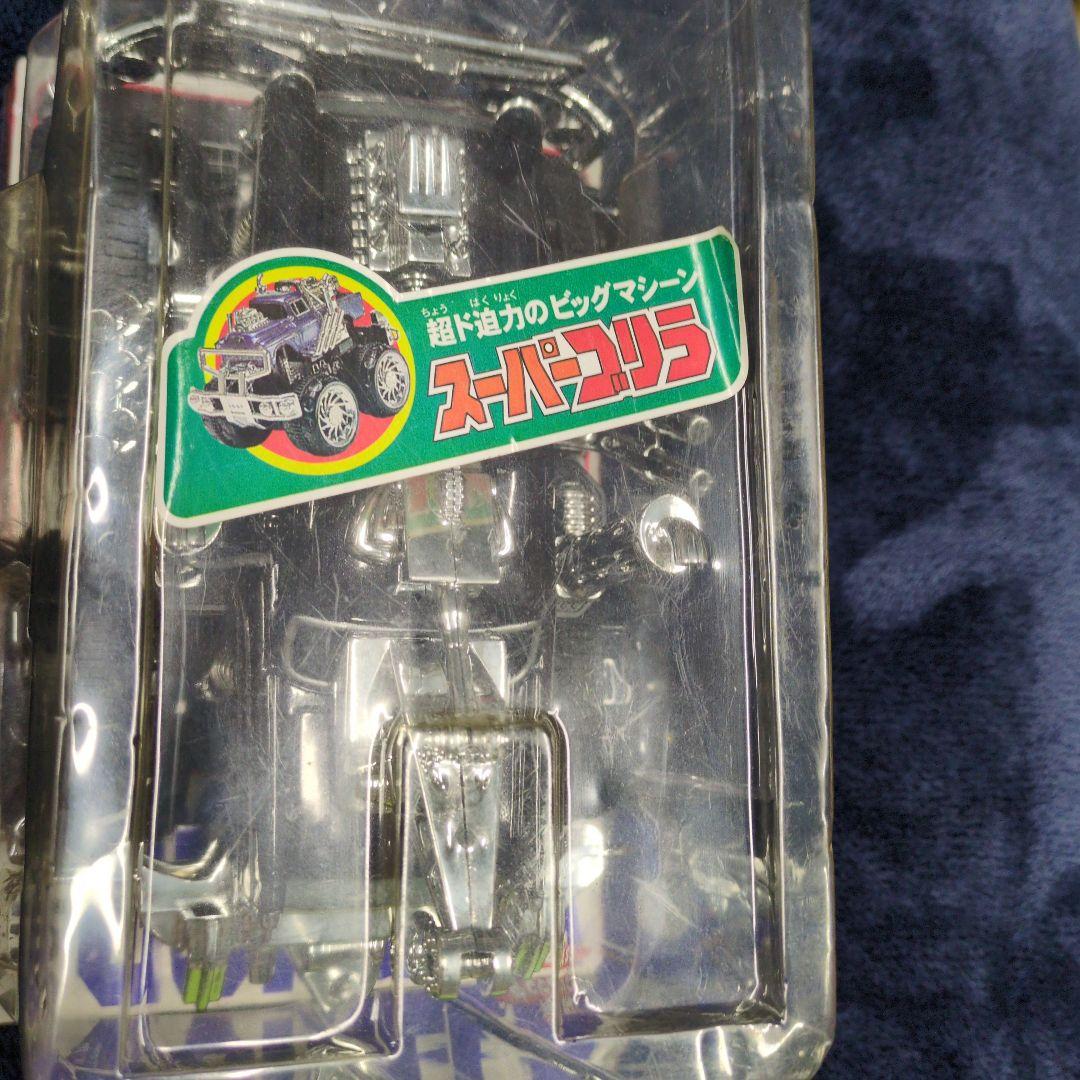 ちょう はくりょく
超ド迫力のビッグマシーン
スーパーゴリラ